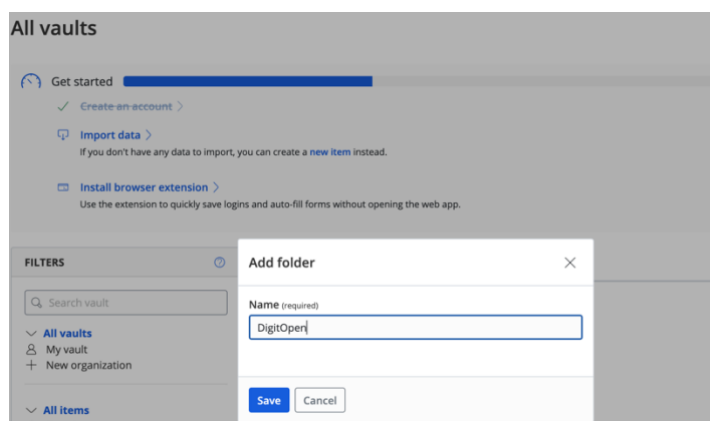 All vaults
Get started
Create an account
Import data
If you don't have any data to import, you can create a new item instead.
Install browser extension
Use the extension to quickly save logins and auto-fill forms without opening the web app.
FILTERS
Search vault
All vaults
My vault
New organization
All items
Add folder
Name (required)
DigitOpen
Save Cancel